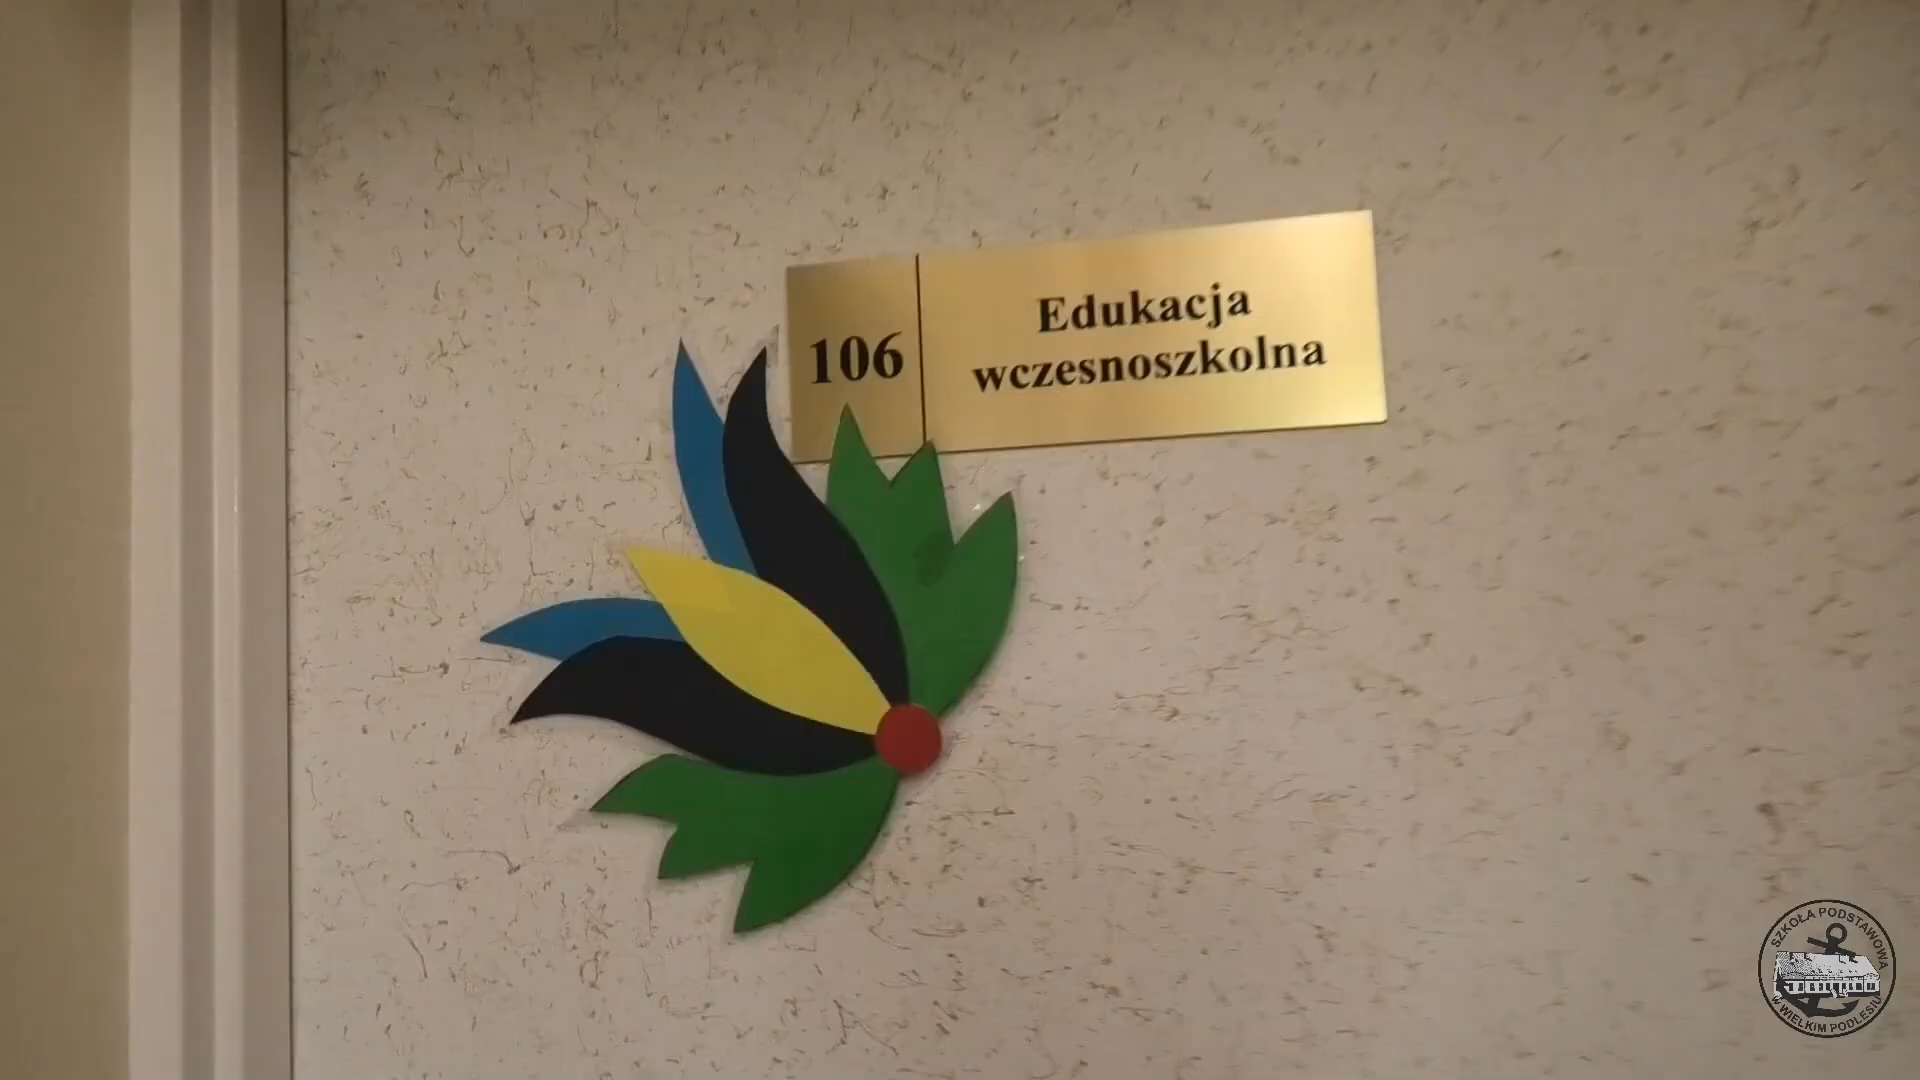 106
Edukacja
wczesnoszkolna
SZKOŁA PODSTAWOWA
W WIELKIM PODLESIU